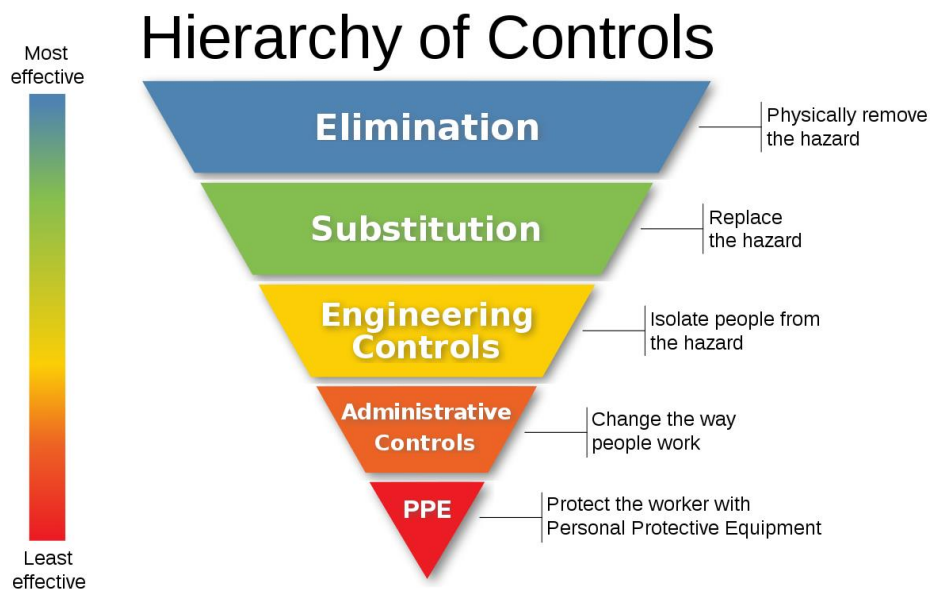 Hierarchy of Controls
Most
effective
Elimination
Physically remove
the hazard
Substitution
Replace
the hazard
Engineering
Controls
Isolate people from
the hazard
Administrative
Controls
Change the way
people work
PPE
Protect the worker with
Personal Protective Equipment
Least
effective